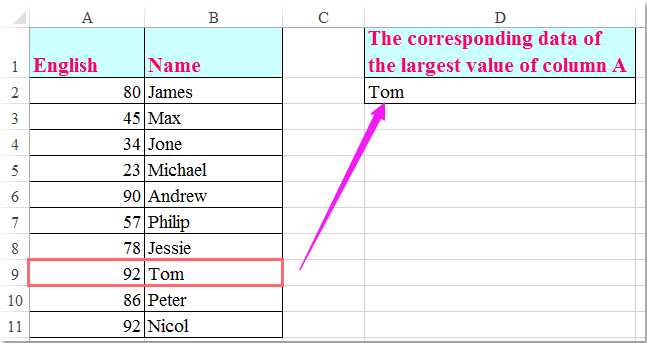 A B C D
1 English Name The corresponding data of
the largest value of column A
2 80 James Tom
3 45 Max
4 34 Jone
5 23 Michael
6 90 Andrew
7 57 Philip
8 78 Jessie
9 92 Tom
10 86 Peter
11 92 Nicol